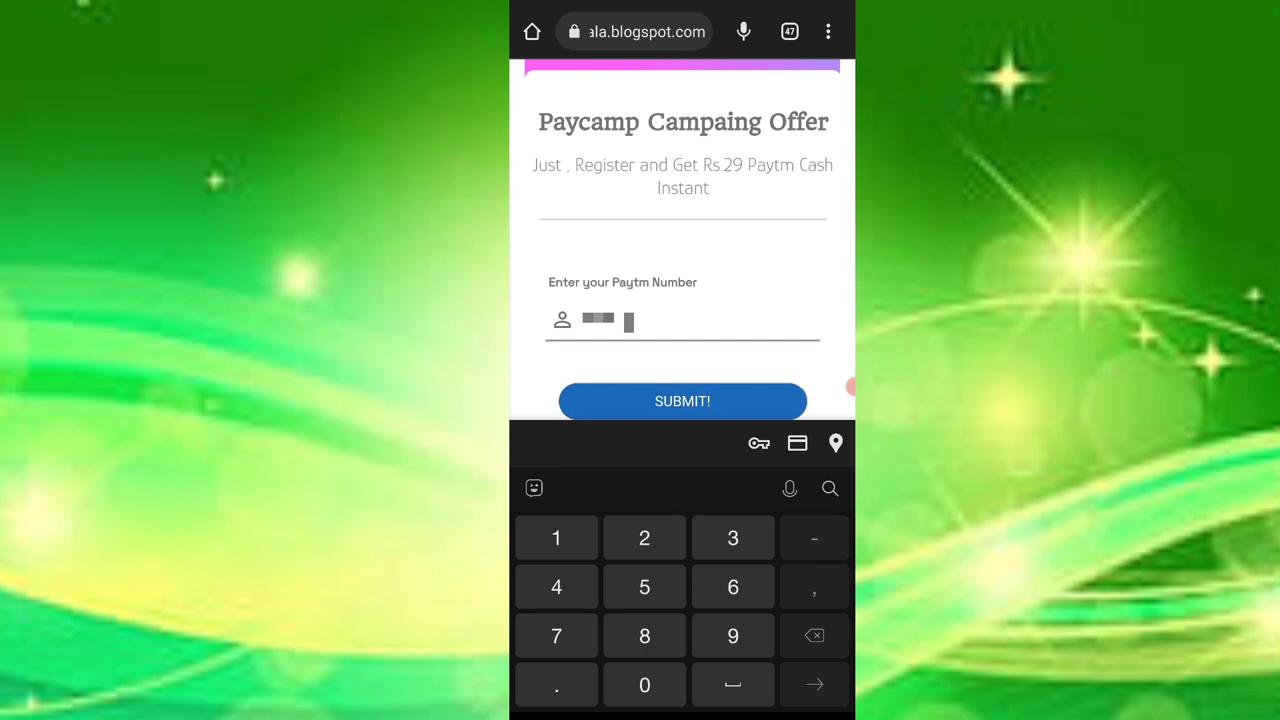 ala.blogspot.com
47
Paycamp Campaing Offer
Just , Register and Get Rs.29 Paytm Cash
Instant
Enter your Paytm Number
SUBMIT!
1 2 3 -
4 5 6 ,
7 8 9
. 0